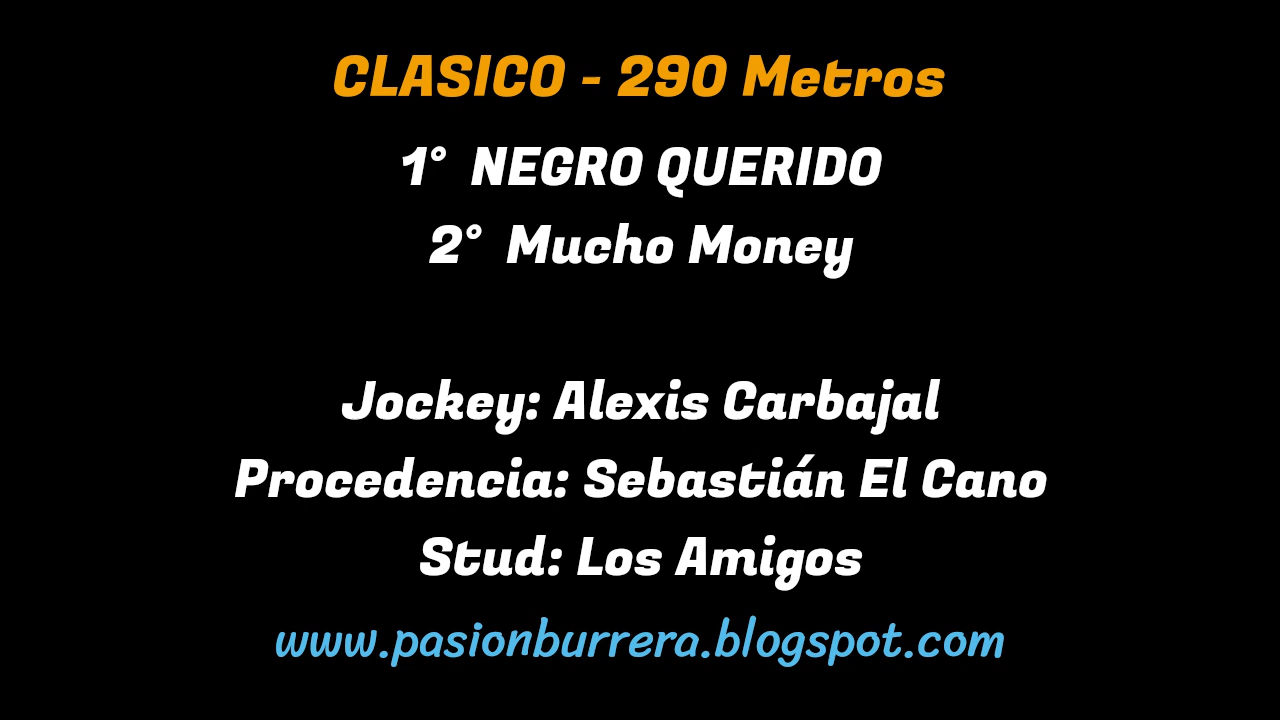 CLASICO - 290 Metros
1° NEGRO QUERIDO
2° Mucho Money
Jockey: Alexis Carbajal
Procedencia: Sebastián El Cano
Stud: Los Amigos
www.pasionburrera.blogspot.com